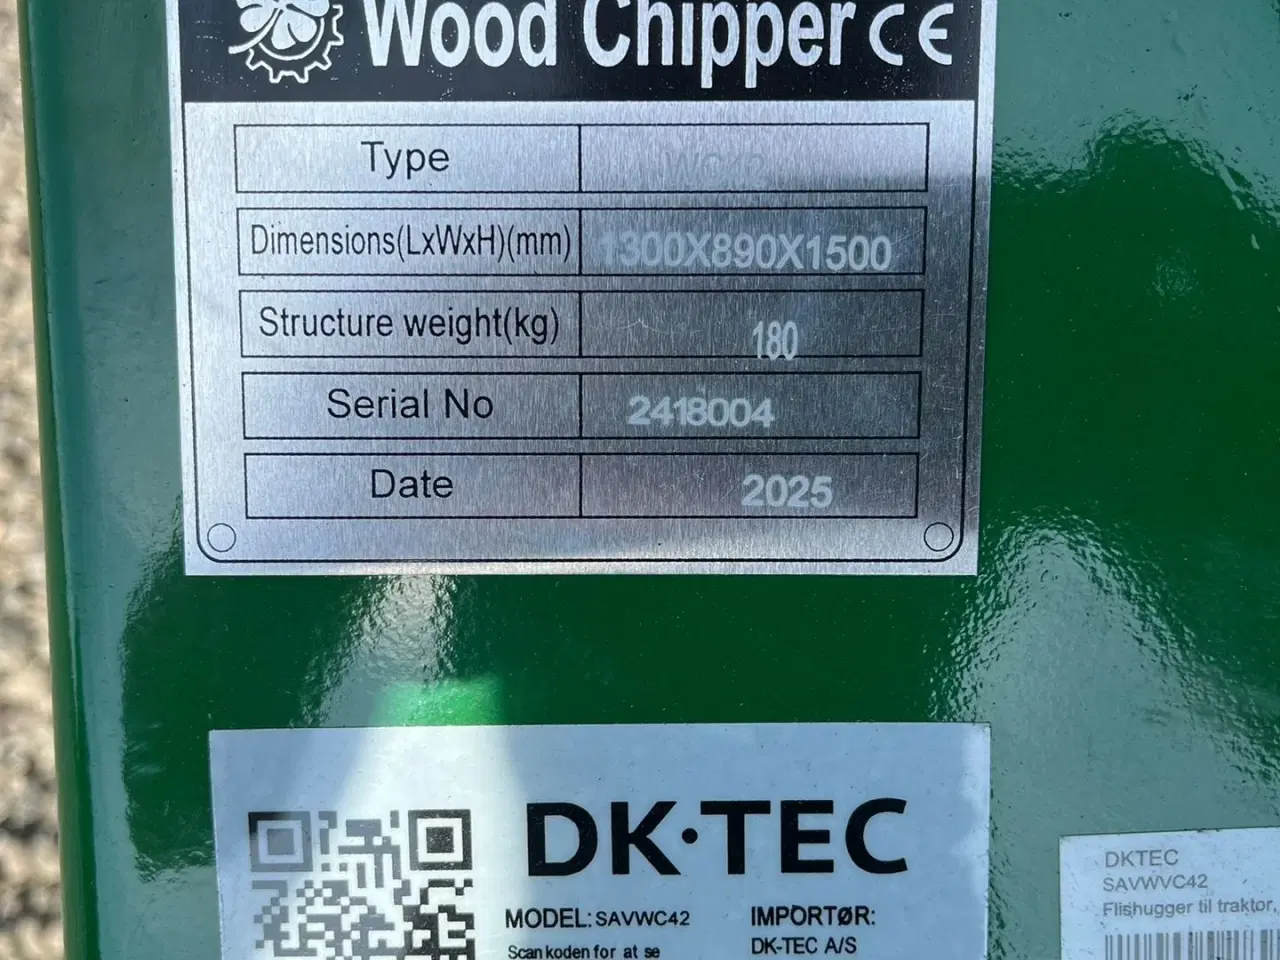 Wood Chipper CE
Type WC42
Dimensions(LxWxH)(mm) 1300X890X1500
Structure weight(kg) 180
Serial No 2418004
Date 2025
DK·TEC
MODEL: SAVWC42
Scan koden for at se
IMPORTØR:
DK-TEC A/S
DKTEC
SAVWVC42
Flishugger til traktor,